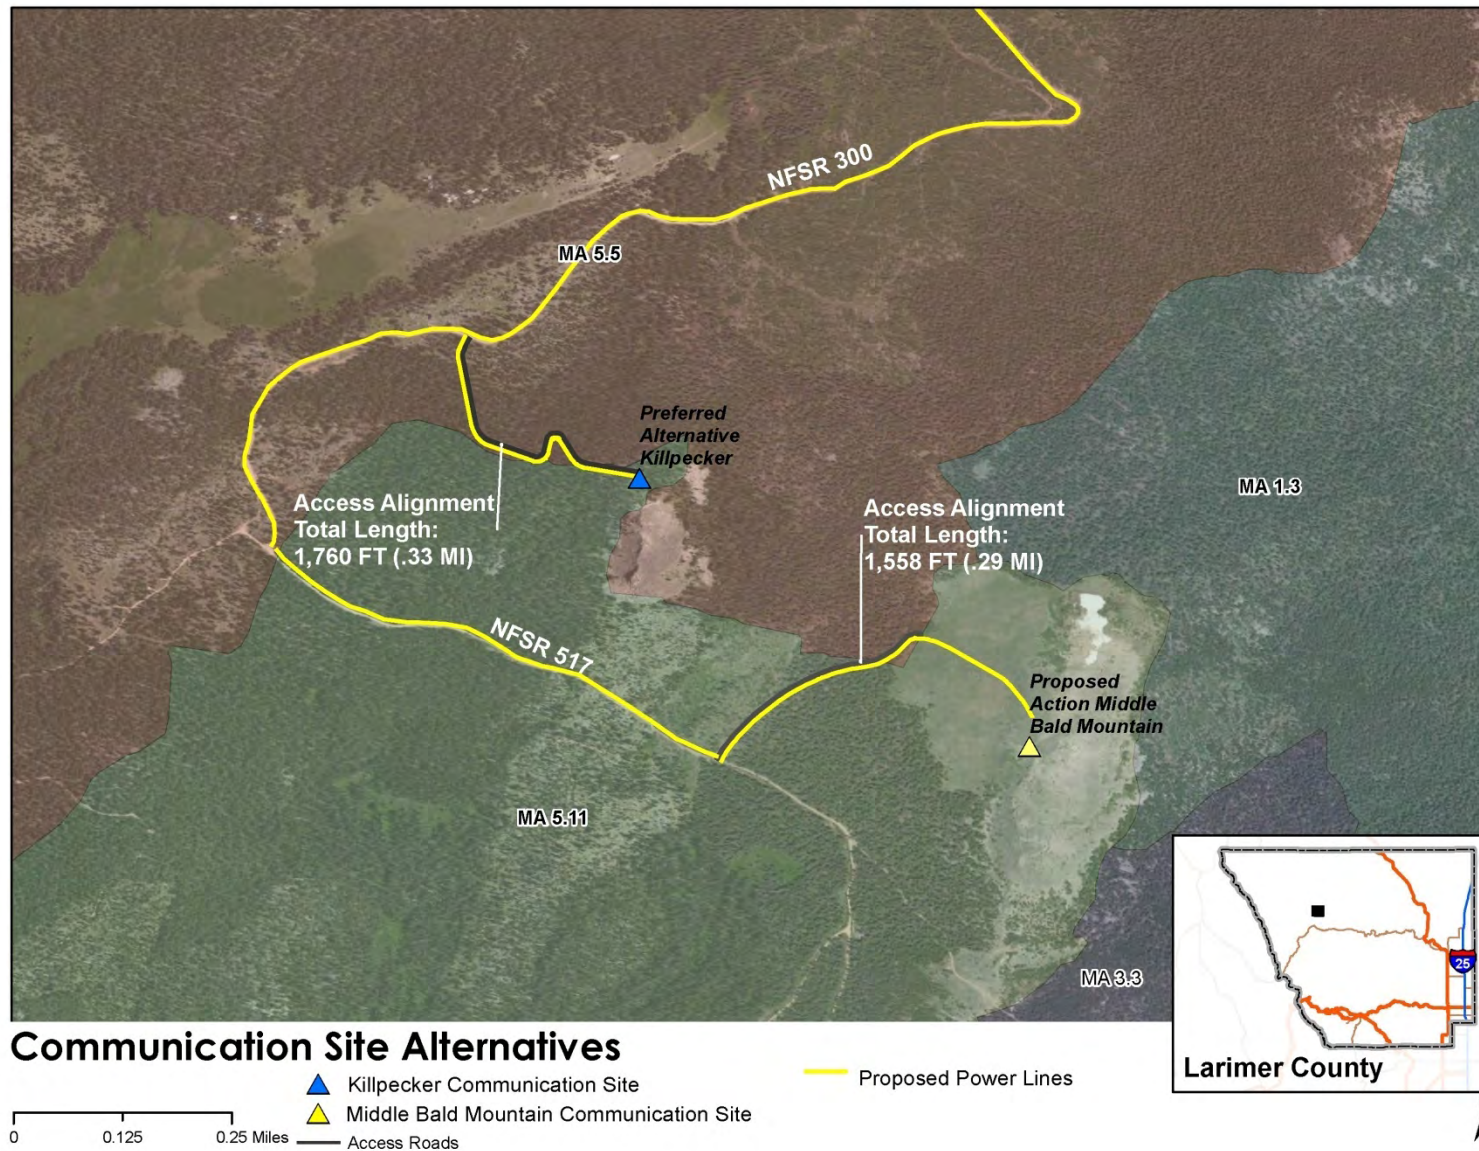 NFSR 300
MA 5.5
Preferred
Alternative
Killpecker
MA 1.3
Access Alignment
Total Length:
1,760 FT (.33 MI)
Access Alignment
Total Length:
1,558 FT (.29 MI)
NFSR 517
Proposed
Action Middle
Bald Mountain
MA 5.11
MA 3.3
25
Larimer County
Communication Site Alternatives
Killpecker Communication Site
Middle Bald Mountain Communication Site
Access Roads
Proposed Power Lines
0 0.125 0.25 Miles